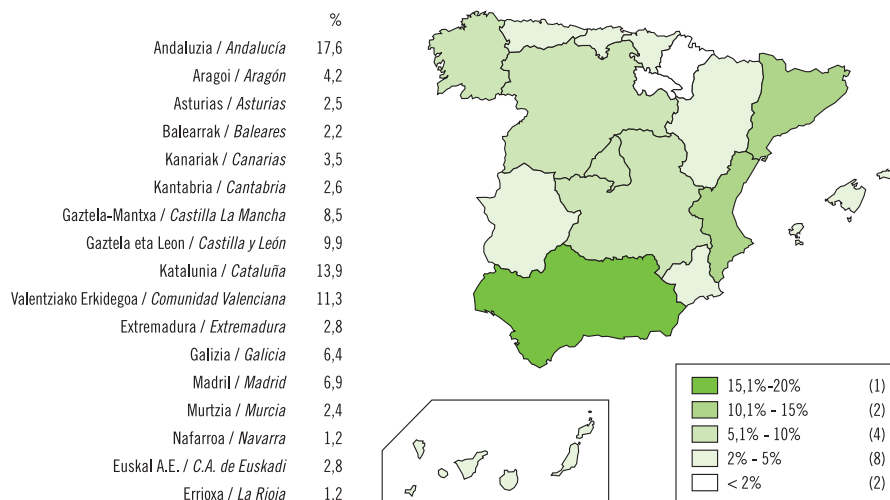 %
Andaluzia / Andalucía 17,6
Aragoi / Aragón 4,2
Asturias / Asturias 2,5
Balearrak / Baleares 2,2
Kanariak / Canarias 3,5
Kantabria / Cantabria 2,6
Gaztela-Mantxa / Castilla La Mancha 8,5
Gaztela eta Leon / Castilla y León 9,9
Katalunia / Cataluña 13,9
Valentziako Erkidegoa / Comunidad Valenciana 11,3
Extremadura / Extremadura 2,8
Galizia / Galicia 6,4
Madril / Madrid 6,9
Murtzia / Murcia 2,4
Nafarroa / Navarra 1,2
Euskal A.E. / C.A. de Euskadi 2,8
Errioxa / La Rioja 1,2
15,1%-20% (1)
10,1% - 15% (2)
5,1% - 10% (4)
2% - 5% (8)
< 2% (2)